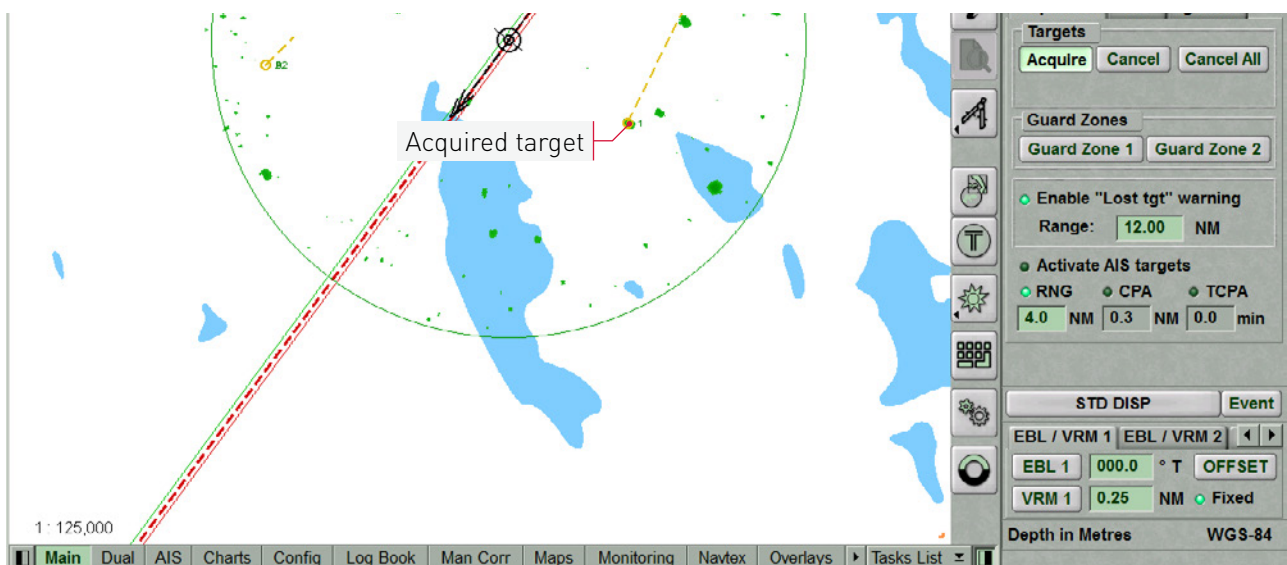 Targets
Acquire Cancel Cancel All
Guard Zones
Guard Zone 1 Guard Zone 2
Enable "Lost tgt" warning
Range: 12.00 NM
Activate AIS targets
RNG CPA TCPA
4.0 NM 0.3 NM 0.0 min
STD DISP Event
EBL / VRM 1 EBL / VRM 2
EBL 1 000.0 ° T OFFSET
VRM 1 0.25 NM Fixed
Depth in Metres WGS-84
Acquired target
1
T
1 : 125,000
Main Dual AIS Charts Config Log Book Man Corr Maps Monitoring Navtex Overlays Tasks List